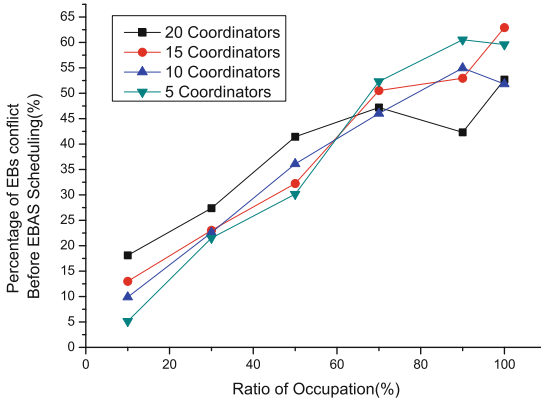 20 Coordinators
15 Coordinators
10 Coordinators
5 Coordinators
Percentage of EBs conflict
Before EBAS Scheduling(%)
65
60
55
50
45
40
35
30
25
20
15
10
5
0
0 20 40 60 80 100
Ratio of Occupation(%)